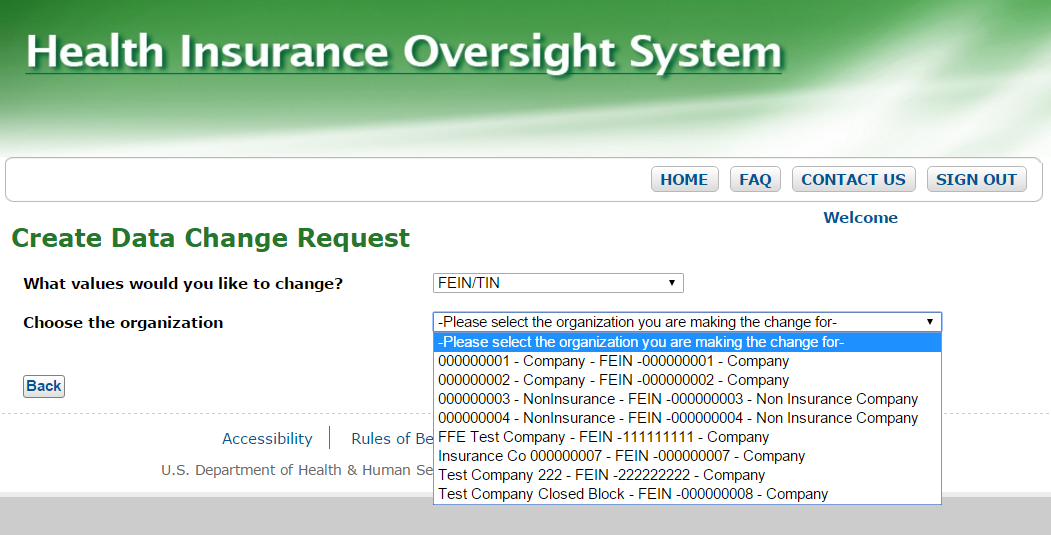 Health Insurance Oversight System
HOME FAQ CONTACT US SIGN OUT
Welcome
Create Data Change Request
What values would you like to change? FEIN/TIN
Choose the organization -Please select the organization you are making the change for-
-Please select the organization you are making the change for-
000000001 - Company - FEIN -000000001 - Company
000000002 - Company - FEIN -000000002 - Company
000000003 - NonInsurance - FEIN -000000003 - Non Insurance Company
000000004 - NonInsurance - FEIN -000000004 - Non Insurance Company
FFE Test Company - FEIN -111111111 - Company
Insurance Co 000000007 - FEIN -000000007 - Company
Test Company 222 - FEIN -222222222 - Company
Test Company Closed Block - FEIN -000000008 - Company
Back
Accessibility Rules of Be
U.S. Department of Health & Human Se